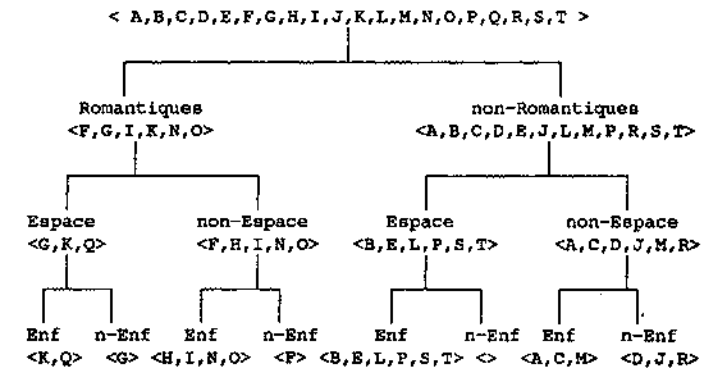 < A,B,C,D,E,F,G,H,I,J,K,L,M,N,O,P,Q,R,S,T >
Romantiques non-Romantiques
<F,G,I,K,N,O> <A,B,C,D,E,J,L,M,P,R,S,T>
Espace non-Espace Espace non-Espace
<G,K,Q> <F,H,I,N,O> <B,E,L,P,S,T> <A,C,D,J,M,R>
Enf n-Enf Enf n-Enf Enf n-Enf Enf n-Enf
<K,Q> <G> <H,I,N,O> <F> <B,E,L,P,S,T> <> <A,C,M> <D,J,R>